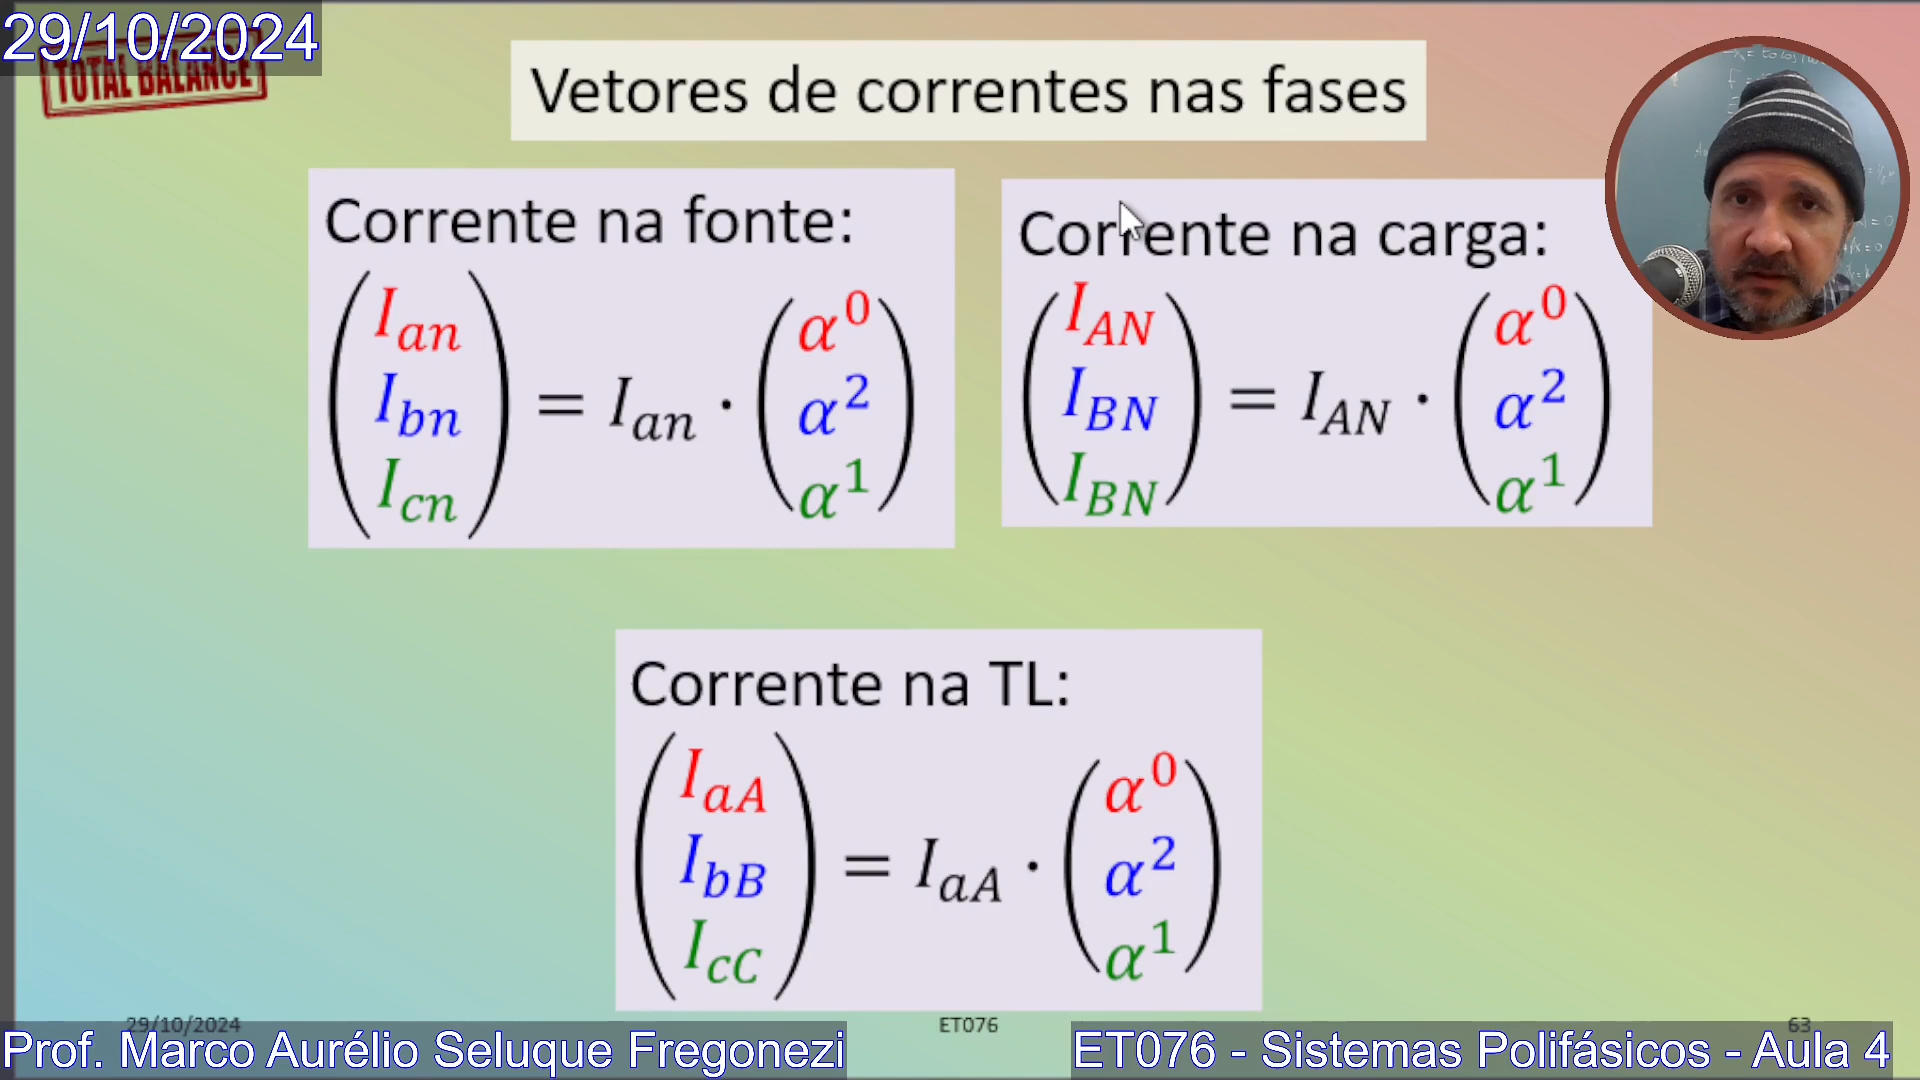 29/10/2024
TOTAL BALANCE
Vetores de correntes nas fases
Corrente na fonte:
(I_an I_bn I_cn) = I_an · (α^0 α^2 α^1)
Corrente na carga:
(I_AN I_BN I_BN) = I_AN · (α^0 α^2 α^1)
Corrente na TL:
(I_aA I_bB I_cC) = I_aA · (α^0 α^2 α^1)
29/10/2024
ET076
63
Prof. Marco Aurélio Seluque Fregonezi
ET076 - Sistemas Polifásicos - Aula 4